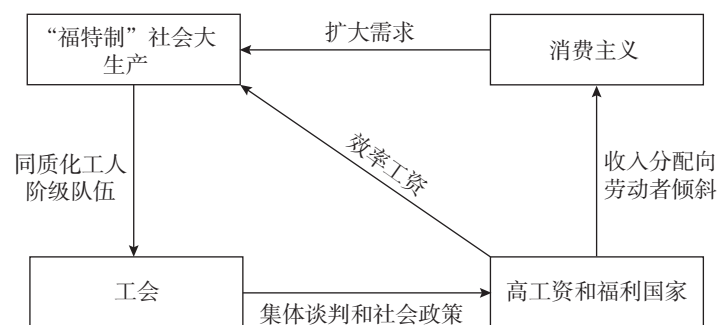 “福特制”社会大
生产
扩大需求
消费主义
同质化工人
阶级队伍
效率工资
收入分配向
劳动者倾斜
工会
集体谈判和社会政策
高工资和福利国家